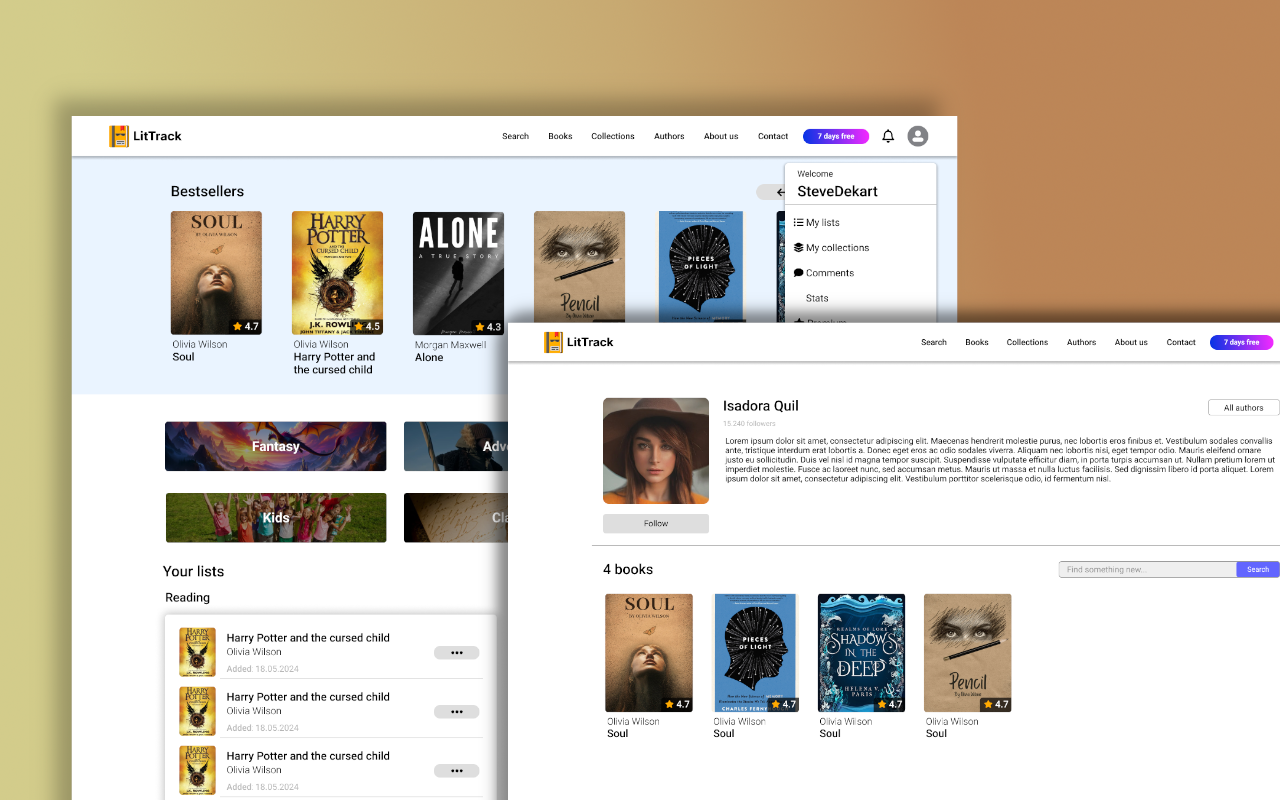 LitTrack
Search Books Collections Authors About us Contact 7 days free
Welcome
SteveDekart
My lists
My collections
Comments
Stats
Premium
Bestsellers
SOUL
BY OLIVIA WILSON
4.7
Olivia Wilson
Soul
HARRY
POTTER
AND THE
CURSED CHILD
J.K. ROWL
JOHN TIFFANY & JACK
4.5
Olivia Wilson
Harry Potter and
the cursed child
ALONE
A TRUE STORY
4.3
Morgan Maxwell
Alone
Pencil
PIECES
OF LIGHT
Fantasy
Adv
Kids
Cla
Your lists
Reading
Harry Potter and the cursed child
Olivia Wilson
Added: 18.05.2024
Harry Potter and the cursed child
Olivia Wilson
Added: 18.05.2024
Harry Potter and the cursed child
Olivia Wilson
Added: 18.05.2024
LitTrack
Search Books Collections Authors About us Contact 7 days free
Isadora Quil
15.240 followers
All authors
Lorem ipsum dolor sit amet, consectetur adipiscing elit. Maecenas hendrerit molestie purus, nec lobortis eros finibus et. Vestibulum sodales convallis
ante, tristique interdum erat lobortis a. Donec eget eros ac odio sodales viverra. Aliquam nec lobortis nisi, eget tempor odio. Mauris eleifend ornare
justo eu sollicitudin. Duis vel nisl id magna tempor suscipit. Suspendisse vulputate efficitur diam, in porta turpis accumsan ut. Nullam pretium lorem ut
imperdiet molestie. Fusce ac laoreet nunc, sed accumsan metus. Mauris ut massa et nulla luctus facilisis. Sed dignissim libero id porta aliquet. Lorem
ipsum dolor sit amet, consectetur adipiscing elit. Vestibulum porttitor scelerisque odio, id fermentum nisl.
Follow
4 books
Find something new...
Search
SOUL
BY OLIVIA WILSON
4.7
Olivia Wilson
Soul
PIECES
OF LIGHT
CHARLES FERNY
4.7
Olivia Wilson
Soul
REALMS OF LORE
SHADOWS
IN THE
DEEP
HELENA V.
PARIS
4.7
Olivia Wilson
Soul
Pencil
4.7
Olivia Wilson
Soul